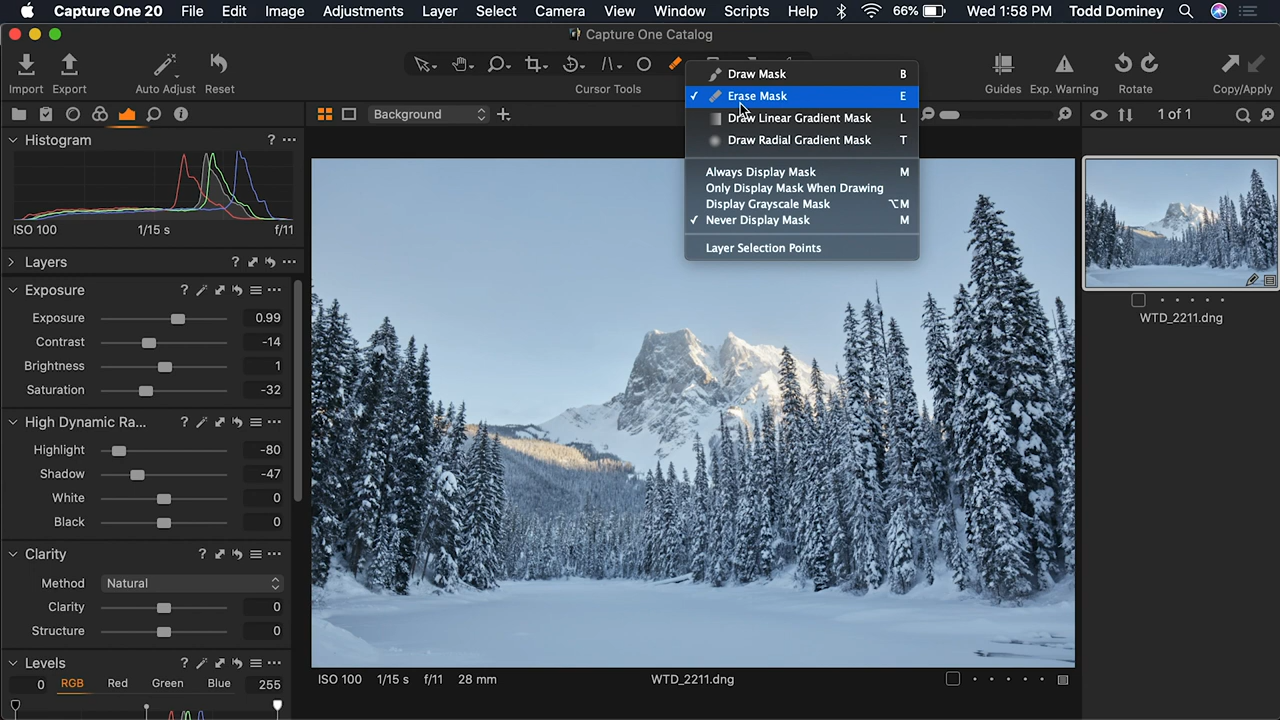 Capture One 20 File Edit Image Adjustments Layer Select Camera View Window Scripts Help 66% Wed 1:58 PM Todd Dominey
Capture One Catalog
Import Export Auto Adjust Reset Cursor Tools Guides Exp. Warning Rotate Copy/Apply
Draw Mask B
Erase Mask E
Draw Linear Gradient Mask L
Draw Radial Gradient Mask T
Always Display Mask M
Only Display Mask When Drawing
Display Grayscale Mask ⌥M
Never Display Mask M
Layer Selection Points
Background 1 of 1
Histogram ?
ISO 100 1/15 s f/11
Layers ?
Exposure ?
Exposure 0.99
Contrast -14
Brightness 1
Saturation -32
High Dynamic Ra... ?
Highlight -80
Shadow -47
White 0
Black 0
Clarity ?
Method Natural
Clarity 0
Structure 0
Levels ?
0 RGB Red Green Blue 255
ISO 100 1/15 s f/11 28 mm WTD_2211.dng
WTD_2211.dng